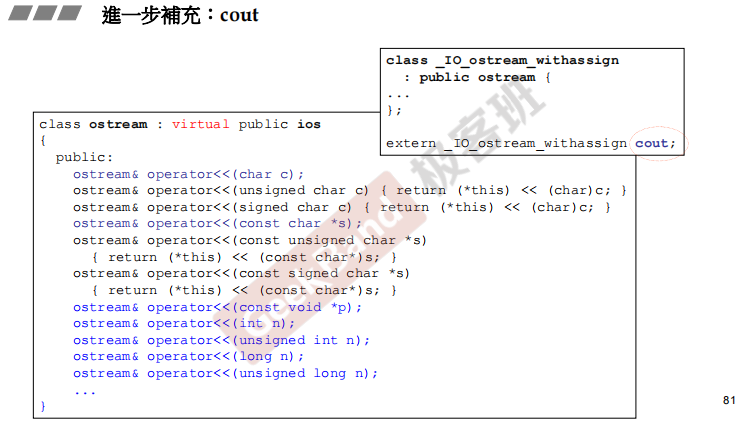 進一步補充：cout
class _IO_ostream_withassign
: public ostream {
...
};
extern _IO_ostream_withassign cout;
class ostream : virtual public ios
{
public:
ostream& operator<<(char c);
ostream& operator<<(unsigned char c) { return (*this) << (char)c; }
ostream& operator<<(signed char c) { return (*this) << (char)c; }
ostream& operator<<(const char *s);
ostream& operator<<(const unsigned char *s)
{ return (*this) << (const char*)s; }
ostream& operator<<(const signed char *s)
{ return (*this) << (const char*)s; }
ostream& operator<<(const void *p);
ostream& operator<<(int n);
ostream& operator<<(unsigned int n);
ostream& operator<<(long n);
ostream& operator<<(unsigned long n);
...
}
GeekBand 极客班
81